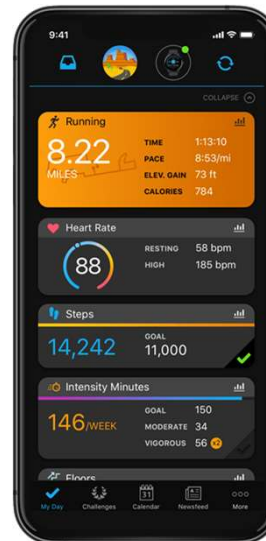 9:41
COLLAPSE
Running
8.22
MILES
TIME 1:13:10
PACE 8:53/mi
ELEV. GAIN 73 ft
CALORIES 784
Heart Rate
88
RESTING 58 bpm
HIGH 185 bpm
Steps
14,242
GOAL
11,000
Intensity Minutes
146/WEEK
GOAL 150
MODERATE 34
VIGOROUS 56 x2
Floors
31
My Day Challenges Calendar Newsfeed More